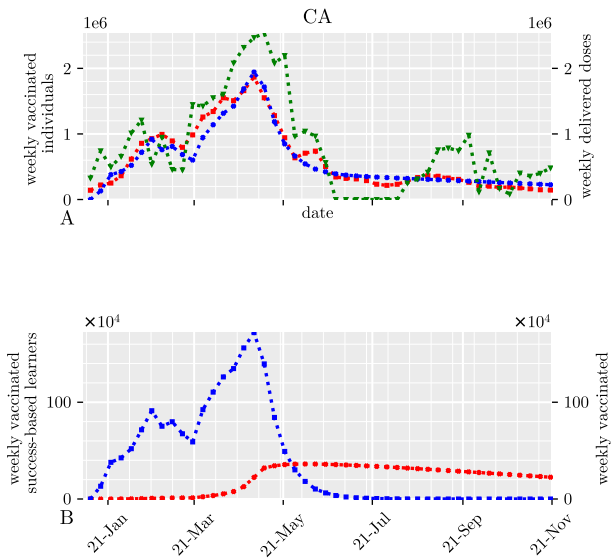 CA
1e6
1e6
weekly vaccinated
individuals
2
1
0
2
1
0
weekly delivered doses
date
A
×10⁴
×10⁴
weekly vaccinated
success-based learners
100
0
100
0
weekly vaccinated
B
21-Jan
21-Mar
21-May
21-Jul
21-Sep
21-Nov